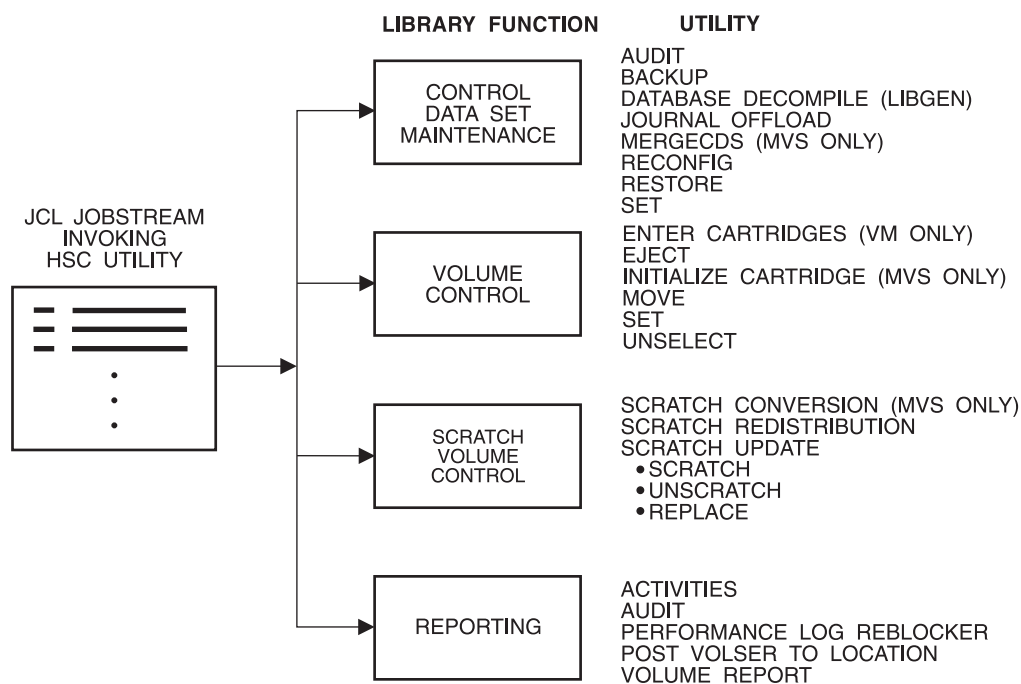 LIBRARY FUNCTION
UTILITY
JCL JOBSTREAM
INVOKING
HSC UTILITY
CONTROL
DATA SET
MAINTENANCE
AUDIT
BACKUP
DATABASE DECOMPILE (LIBGEN)
JOURNAL OFFLOAD
MERGECDS (MVS ONLY)
RECONFIG
RESTORE
SET
VOLUME
CONTROL
ENTER CARTRIDGES (VM ONLY)
EJECT
INITIALIZE CARTRIDGE (MVS ONLY)
MOVE
SET
UNSELECT
SCRATCH
VOLUME
CONTROL
SCRATCH CONVERSION (MVS ONLY)
SCRATCH REDISTRIBUTION
SCRATCH UPDATE
• SCRATCH
• UNSCRATCH
• REPLACE
REPORTING
ACTIVITIES
AUDIT
PERFORMANCE LOG REBLOCKER
POST VOLSER TO LOCATION
VOLUME REPORT